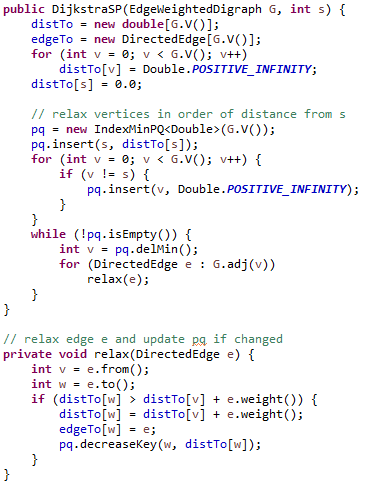 public DijkstraSP(EdgeWeightedDigraph G, int s) {
    distTo = new double[G.V()];
    edgeTo = new DirectedEdge[G.V()];
    for (int v = 0; v < G.V(); v++)
        distTo[v] = Double.POSITIVE_INFINITY;
    distTo[s] = 0.0;

    // relax vertices in order of distance from s
    pq = new IndexMinPQ<Double>(G.V());
    pq.insert(s, distTo[s]);
    for (int v = 0; v < G.V(); v++) {
        if (v != s) {
            pq.insert(v, Double.POSITIVE_INFINITY);
        }
    }
    while (!pq.isEmpty()) {
        int v = pq.delMin();
        for (DirectedEdge e : G.adj(v))
            relax(e);
    }
}

// relax edge e and update pq if changed
private void relax(DirectedEdge e) {
    int v = e.from();
    int w = e.to();
    if (distTo[w] > distTo[v] + e.weight()) {
        distTo[w] = distTo[v] + e.weight();
        edgeTo[w] = e;
        pq.decreaseKey(w, distTo[w]);
    }
}